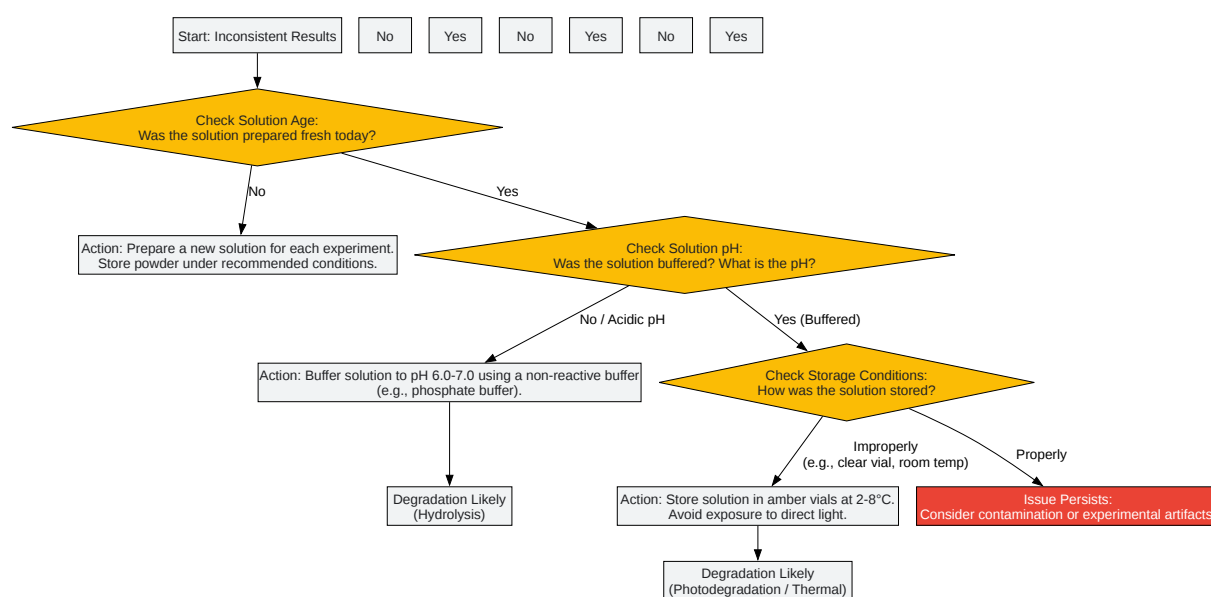 Start: Inconsistent Results
No
Yes
No
Yes
No
Yes
Check Solution Age:
Was the solution prepared fresh today?
No
Yes
Action: Prepare a new solution for each experiment.
Store powder under recommended conditions.
Check Solution pH:
Was the solution buffered? What is the pH?
No / Acidic pH
Yes (Buffered)
Action: Buffer solution to pH 6.0-7.0 using a non-reactive buffer
(e.g., phosphate buffer).
Check Storage Conditions:
How was the solution stored?
Improperly
(e.g., clear vial, room temp)
Properly
Degradation Likely
(Hydrolysis)
Action: Store solution in amber vials at 2-8°C.
Avoid exposure to direct light.
Issue Persists:
Consider contamination or experimental artifacts
Degradation Likely
(Photodegradation / Thermal)